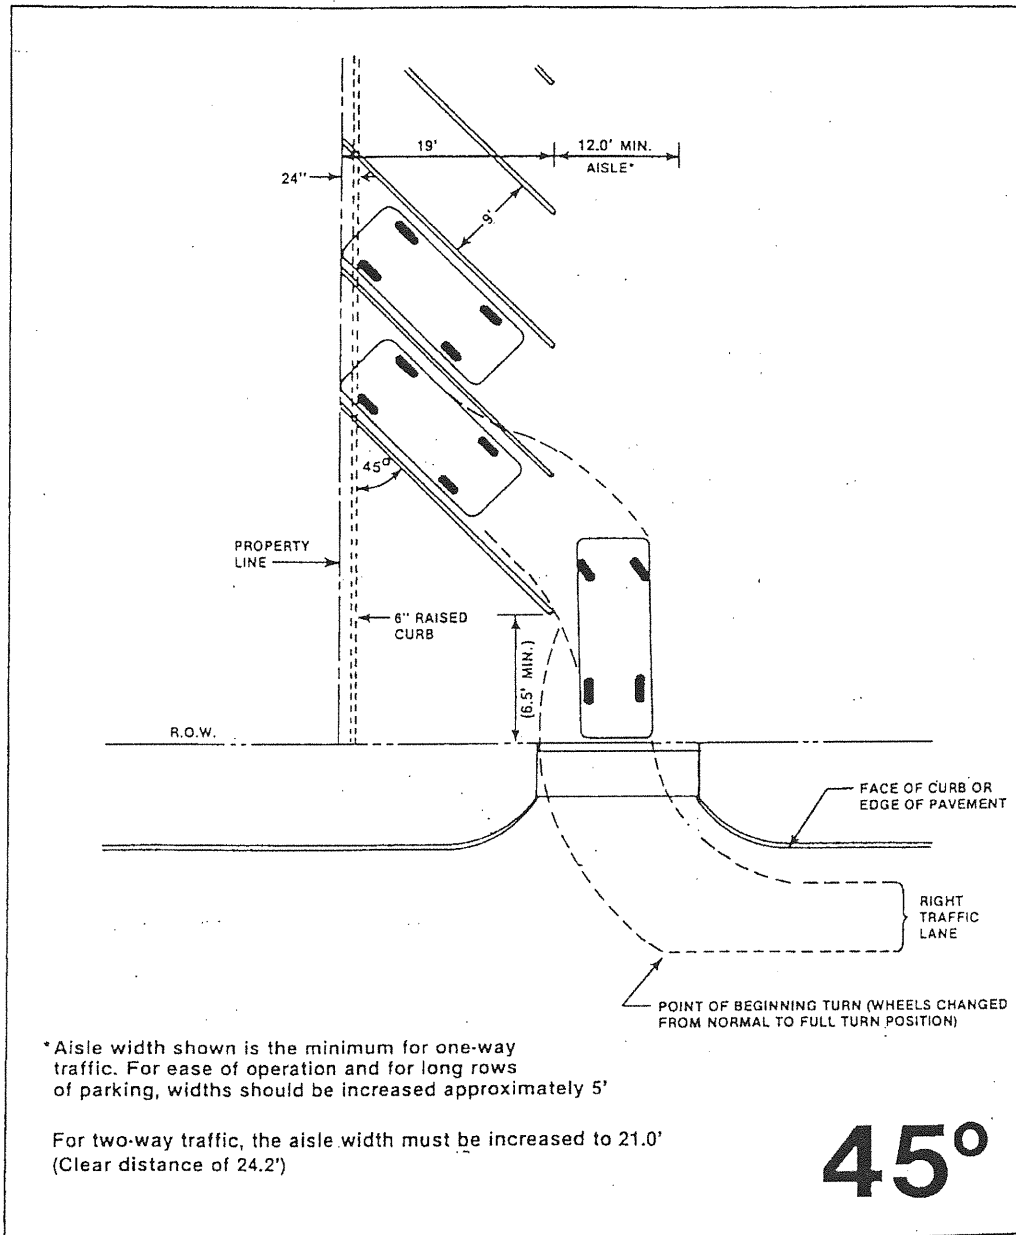 19'
12.0' MIN.
AISLE*
24"
9'
45º
PROPERTY
LINE
6" RAISED
CURB
(6.5' MIN.)
R.O.W.
FACE OF CURB OR
EDGE OF PAVEMENT
RIGHT
TRAFFIC
LANE
POINT OF BEGINNING TURN (WHEELS CHANGED
FROM NORMAL TO FULL TURN POSITION)
*Aisle width shown is the minimum for one-way
traffic. For ease of operation and for long rows
of parking, widths should be increased approximately 5'
For two-way traffic, the aisle width must be increased to 21.0'
(Clear distance of 24.2')
45º